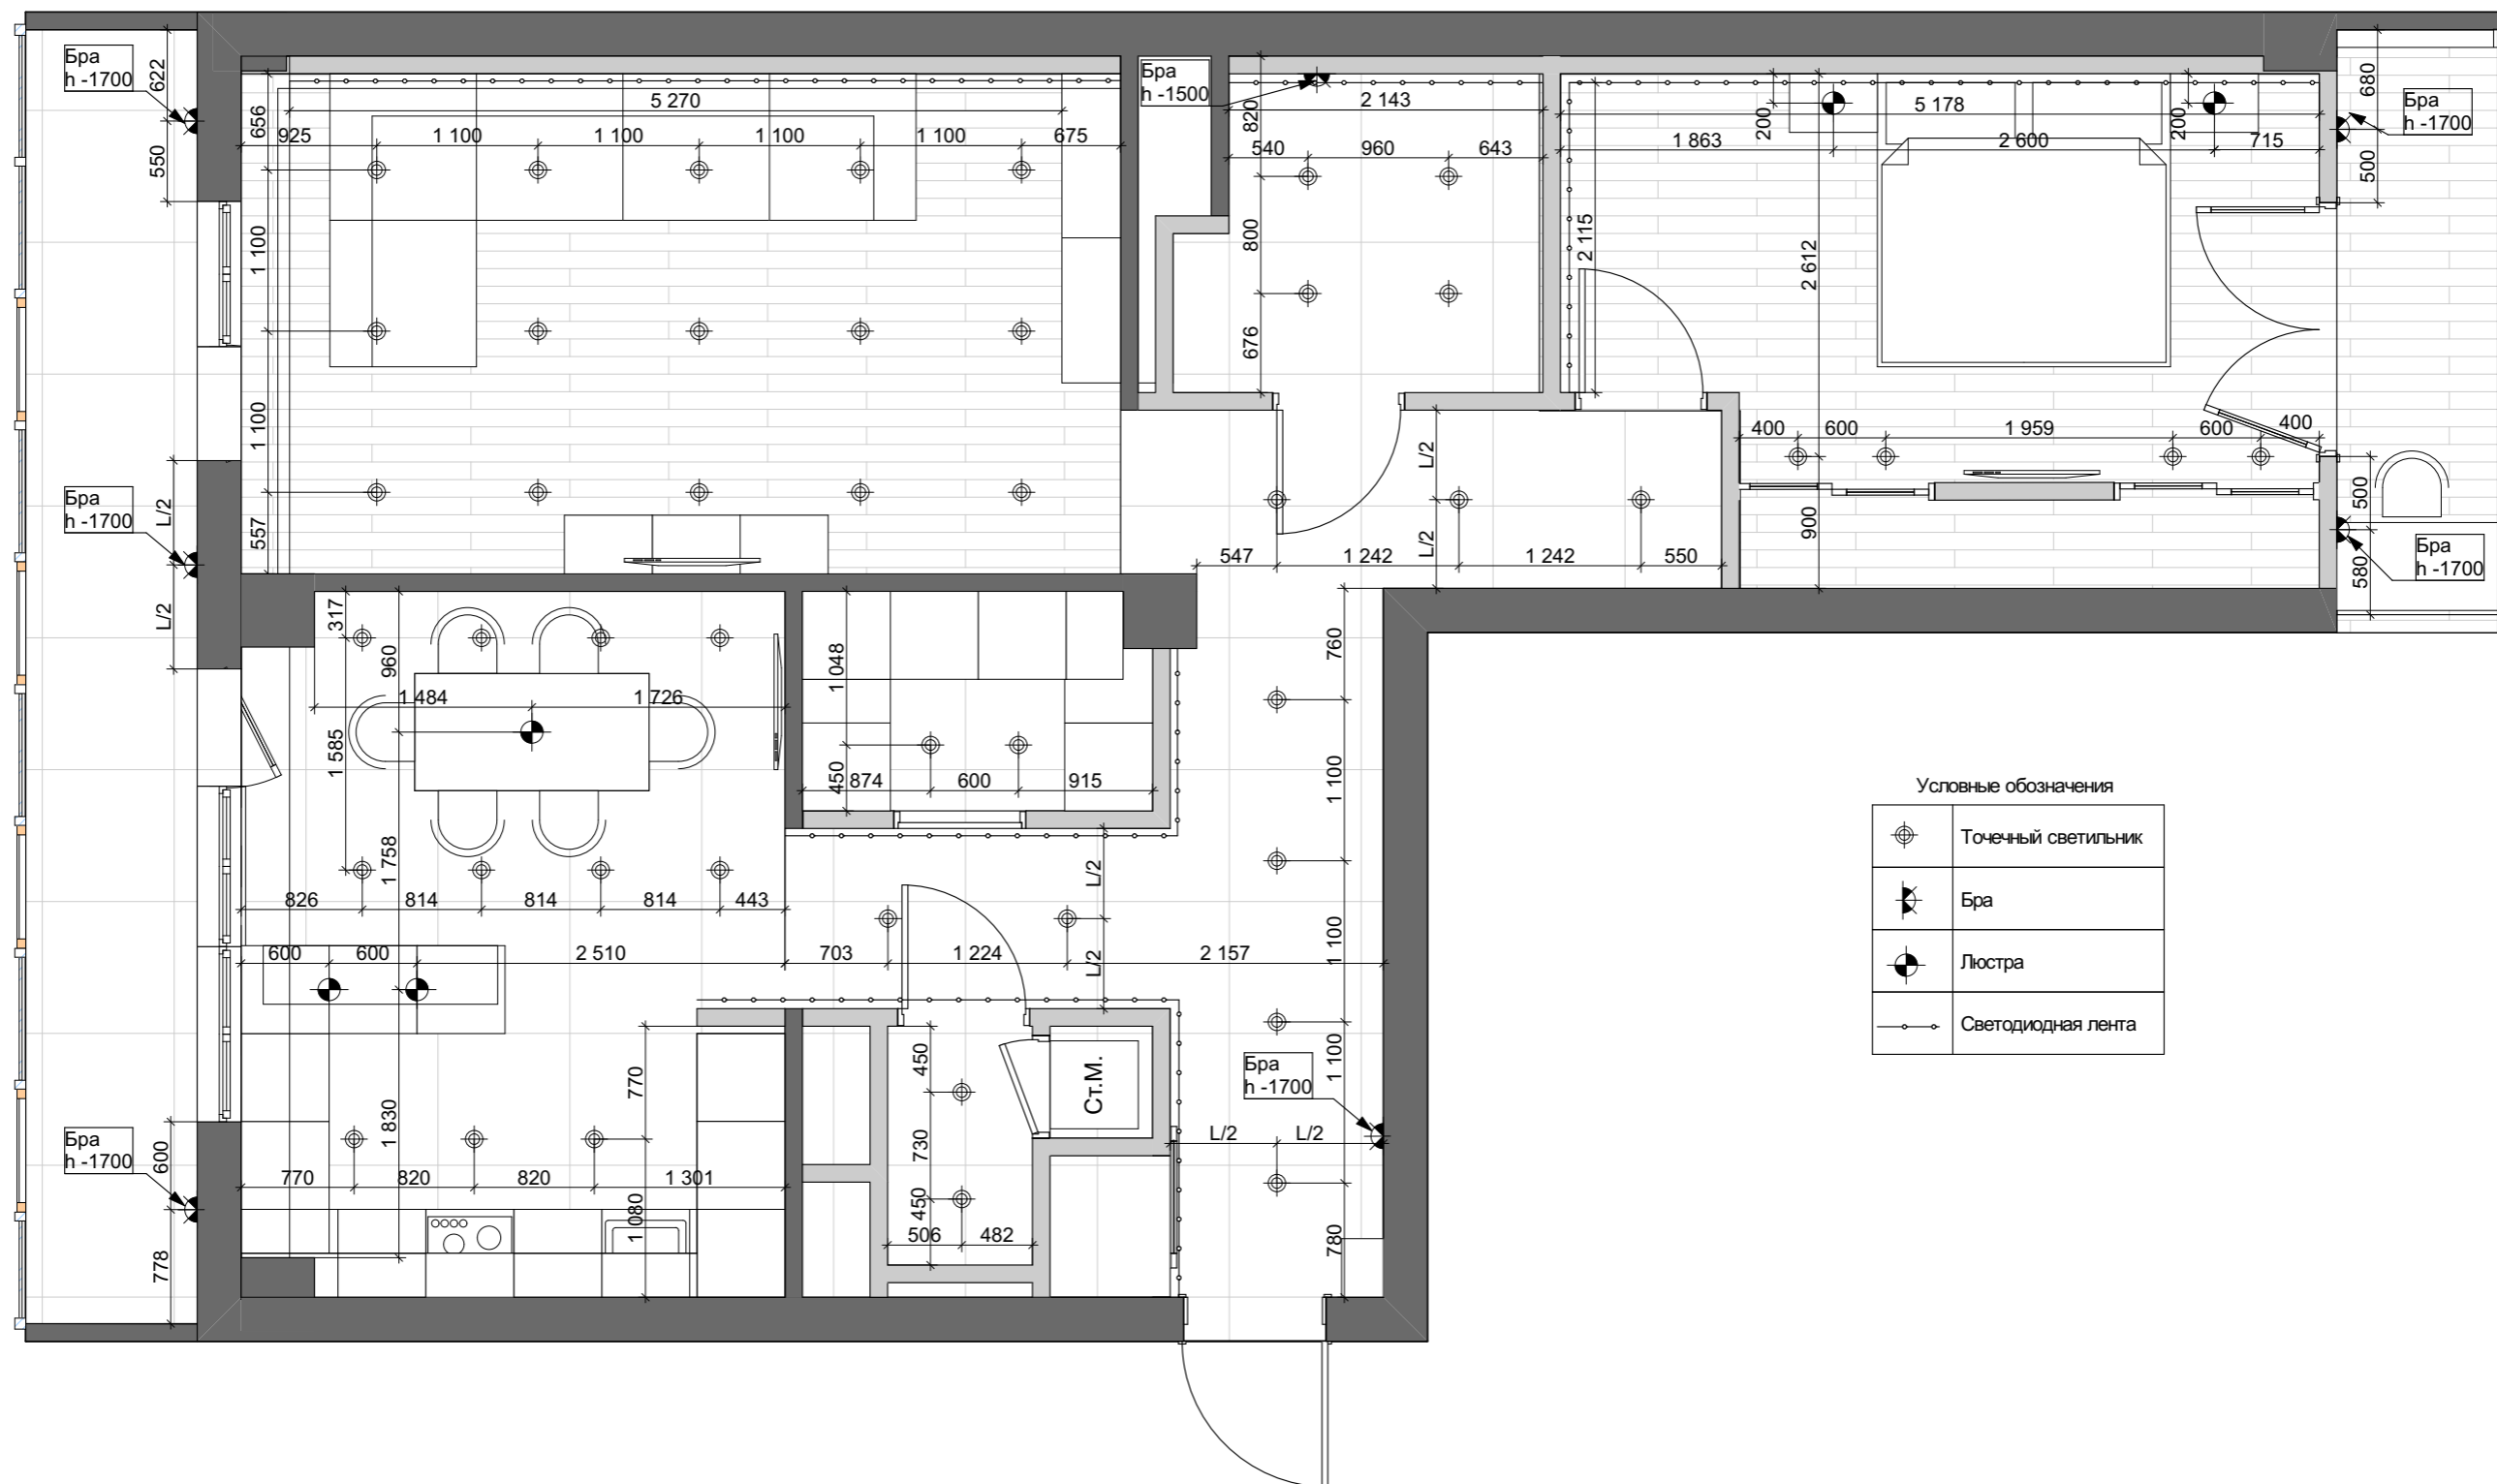 Бра
h -1700
622
550
656
925
5 270
1 100
1 100
1 100
1 100
675
1 100
1 100
557
Бра
h -1500
820
2 143
540
960
643
800
676
200
5 178
200
1 863
2 600
715
2 115
2 612
680
Бра
h -1700
500
400
600
1 959
600
400
900
500
580
Бра
h -1700
Бра
h -1700
L/2
L/2
L/2
L/2
547
1 242
1 242
550
317
960
1 484
1 726
1 585
1 758
1 048
450
874
600
915
760
1 100
1 100
1 100
780
826
814
814
814
443
600
600
2 510
703
1 224
2 157
L/2
L/2
Бра
h -1700
600
778
770
820
820
1 301
1 830
770
1 080
450
730
450
506
482
Ст.М.
Бра
h -1700
L/2
L/2
Условные обозначения
Точечный светильник
Бра
Люстра
Светодиодная лента